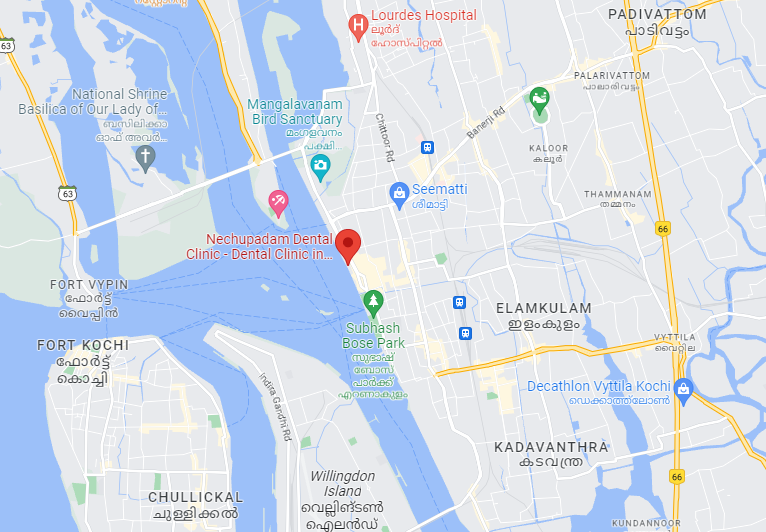 PADIVATTOM
പാടിവട്ടം
Lourdes Hospital
ലൂർദ്
ഹോസ്പിറ്റൽ
63
PALARIVATTOM
പാലാരിവട്ടം
National Shrine
Basilica of Our Lady of...
ബസിലിക്കാ
ഓഫ് അവർ...
Mangalavanam
Bird Sanctuary
മംഗളവനം
പക്ഷി...
Chittoor Rd
Banerji Rd
KALOOR
കലൂർ
63
Seematti
ശീമാട്ടി
THAMMANAM
തമ്മനം
66
Nechupadam Dental
Clinic - Dental Clinic in...
FORT VYPIN
ഫോർട്ട്
വൈപ്പിൻ
ELAMKULAM
ഇളംകുളം
Subhash
Bose Park
സുഭാഷ്
ബോസ്
പാർക്ക്
എറണാകുളം
FORT KOCHI
ഫോർട്ട്
കൊച്ചി
VYTTILA
വൈറ്റില
Indira Gandhi Rd
Decathlon Vyttila Kochi
ഡെക്കാത്ത്ലോൺ
KADAVANTHRA
കടവന്ത്ര
66
Willingdon
Island
വെല്ലിങ്ടൺ
ഐലൻഡ്
CHULLICKAL
ചുള്ളിക്കൽ
KUNDANNOOR